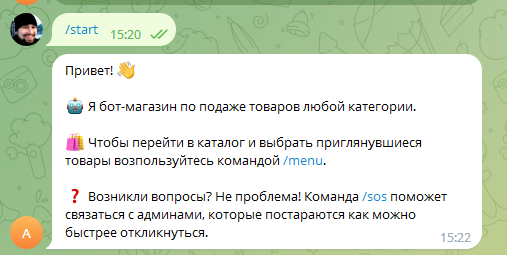 /start 15:20
Привет! 👋
🤖 Я бот-магазин по подаже товаров любой категории.
🛍 Чтобы перейти в каталог и выбрать приглянувшиеся
товары возпользуйтесь командой /menu.
❓ Возникли вопросы? Не проблема! Команда /sos поможет
связаться с админами, которые постараются как можно
быстрее откликнуться.
А
15:22